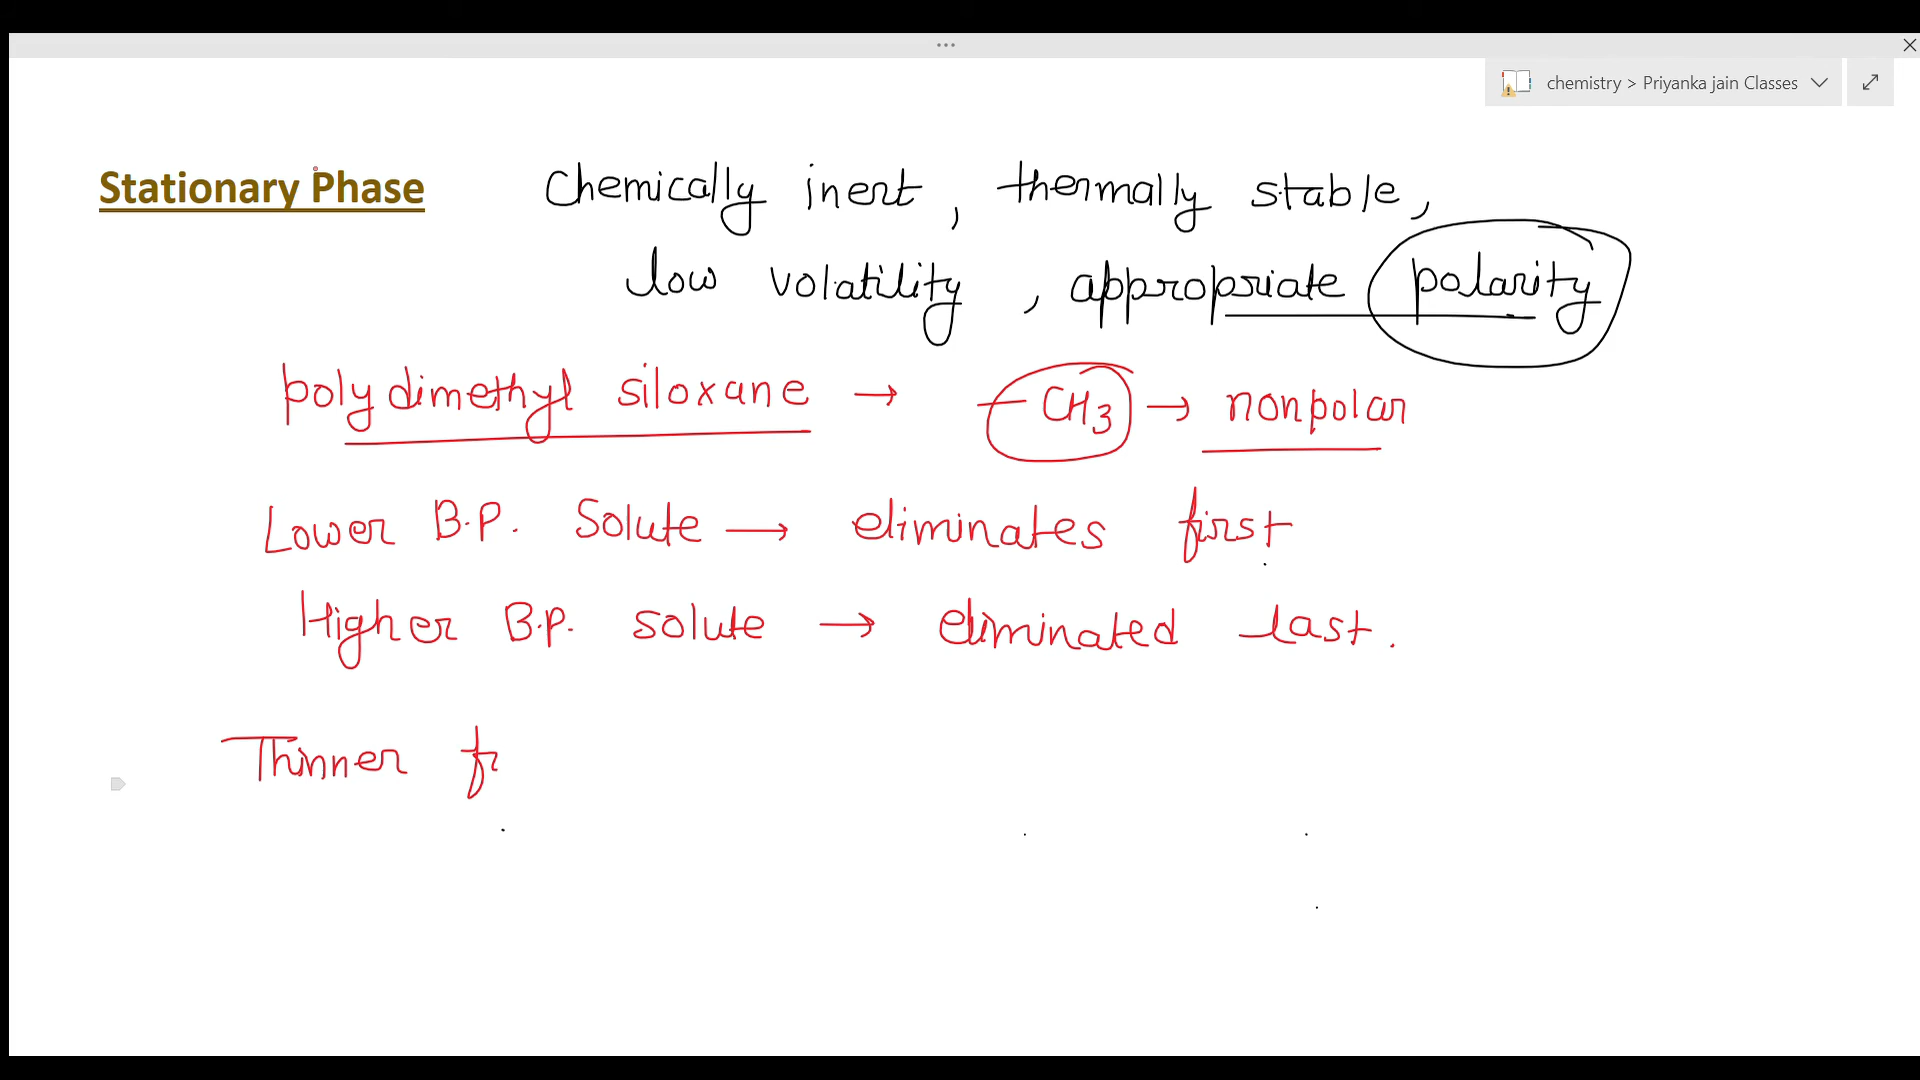 chemistry > Priyanka jain Classes
Stationary Phase Chemically inert, thermally stable,
low volatility, appropriate polarity
polydimethyl siloxane → - CH3 → nonpolar
Lower B.P. Solute → eliminates first
Higher B.P. solute → eliminated last.
Thinner